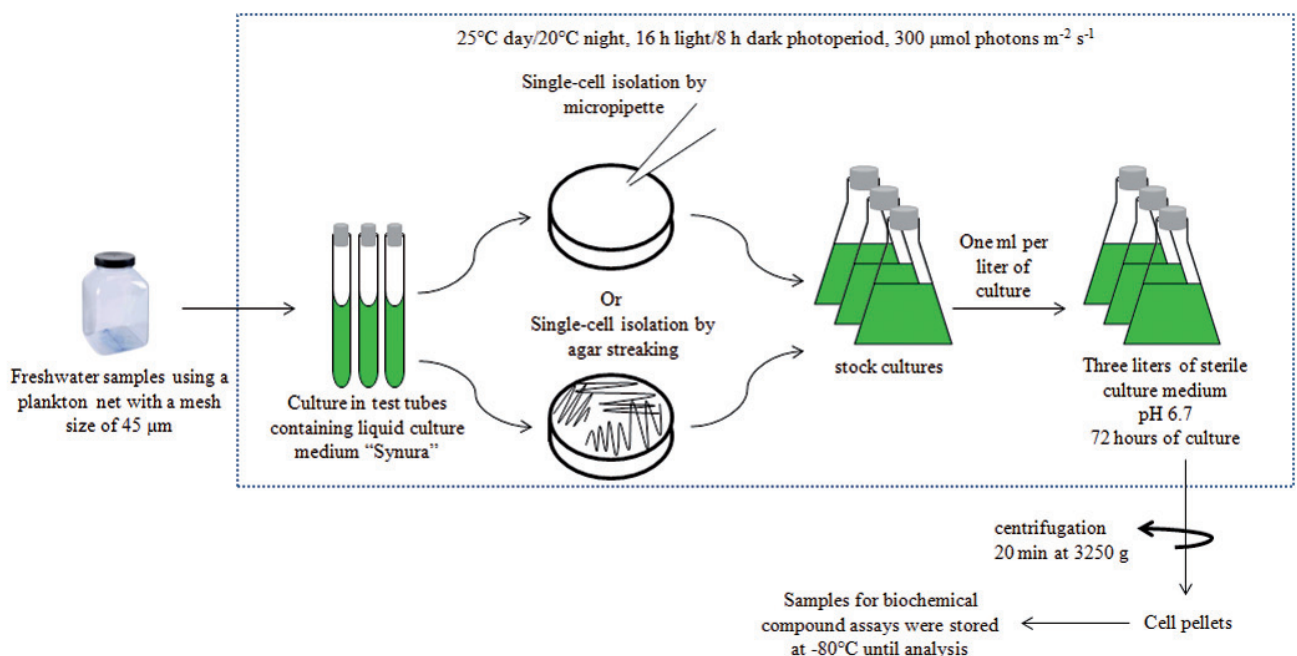 25°C day/20°C night, 16 h light/8 h dark photoperiod, 300 μmol photons m⁻² s⁻¹
Single-cell isolation by
micropipette
Or
Single-cell isolation by
agar streaking
Freshwater samples using a
plankton net with a mesh
size of 45 μm
Culture in test tubes
containing liquid culture
medium “Synura”
stock cultures
One ml per
liter of
culture
Three liters of sterile
culture medium
pH 6.7
72 hours of culture
centrifugation
20 min at 3250 g
Cell pellets
Samples for biochemical
compound assays were stored
at -80°C until analysis